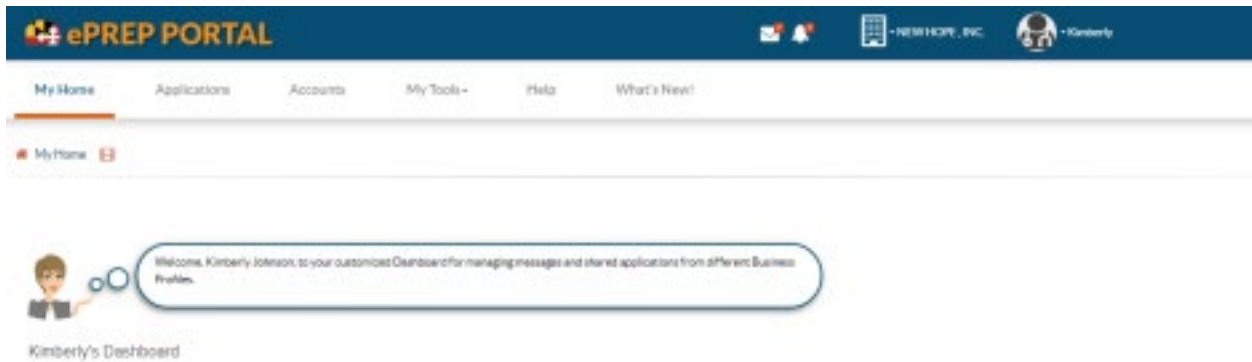 ePREP PORTAL
- NEW HOPE, INC.
- Kimberly
My Home
Applications
Accounts
My Tools
Help
What's New!
My Home
Welcome, Kimberly Johnson, to your customized Dashboard for managing messages and shared applications from different Business
Profiles.
Kimberly's Dashboard